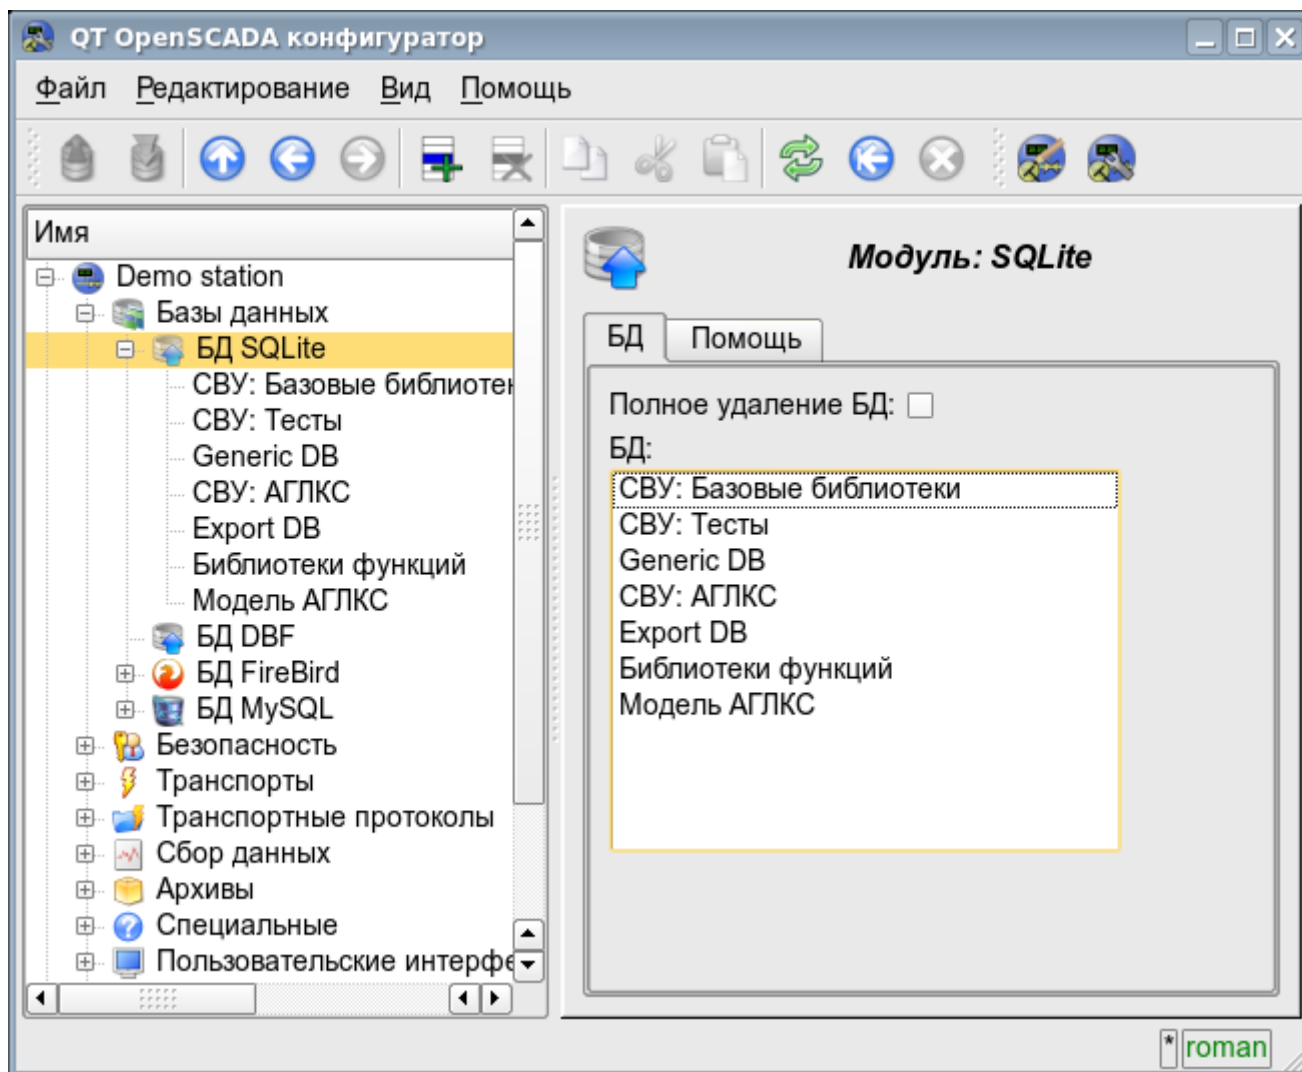 QT OpenSCADA конфигуратор
Файл Редактирование Вид Помощь
Имя
Demo station
Базы данных
БД SQLite
СВУ: Базовые библиотек
СВУ: Тесты
Generic DB
СВУ: АГЛКС
Export DB
Библиотеки функций
Модель АГЛКС
БД DBF
БД FireBird
БД MySQL
Безопасность
Транспорты
Транспортные протоколы
Сбор данных
Архивы
Специальные
Пользовательские интерфе
Модуль: SQLite
БД Помощь
Полное удаление БД:
БД:
СВУ: Базовые библиотеки
СВУ: Тесты
Generic DB
СВУ: АГЛКС
Export DB
Библиотеки функций
Модель АГЛКС
* roman